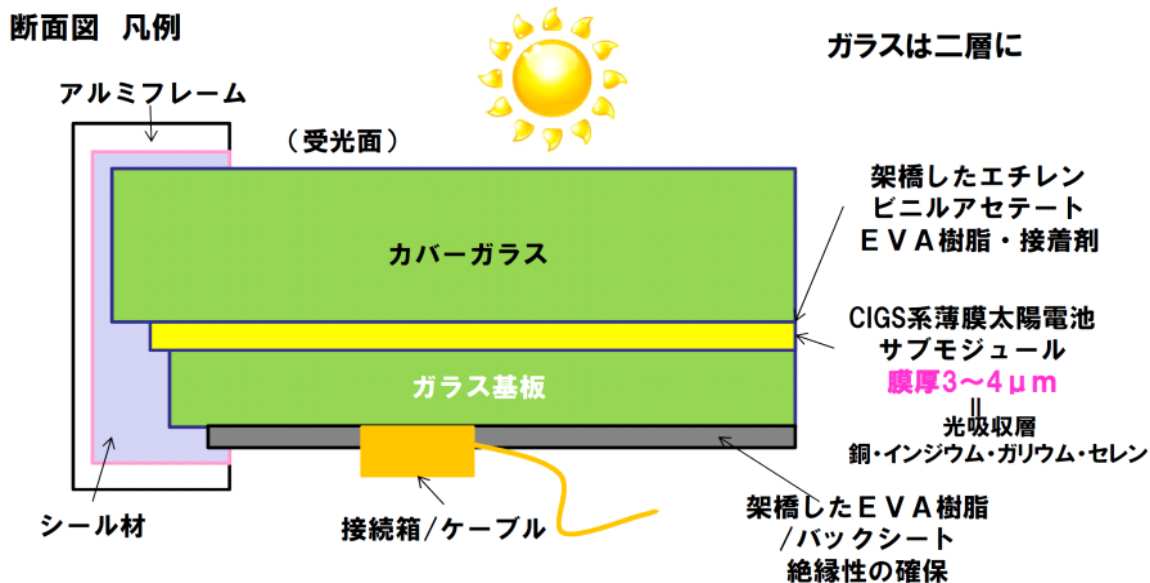 断面図 凡例
ガラスは二層に
アルミフレーム
(受光面)
架橋したエチレン
ビニルアセテート
EVA樹脂・接着剤
カバーガラス
CIGS系薄膜太陽電池
サブモジュール
膜厚3~4μm
=
光吸収層
銅・インジウム・ガリウム・セレン
ガラス基板
シール材
接続箱/ケーブル
架橋したEVA樹脂
/バックシート
絶縁性の確保